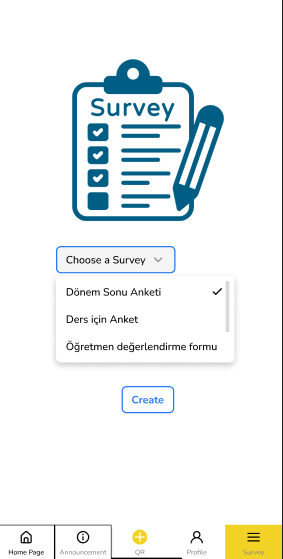 Survey
Choose a Survey
Dönem Sonu Anketi
Ders için Anket
Öğretmen değerlendirme formu
Create
Home Page
Announcement
QR
Profile
Survey